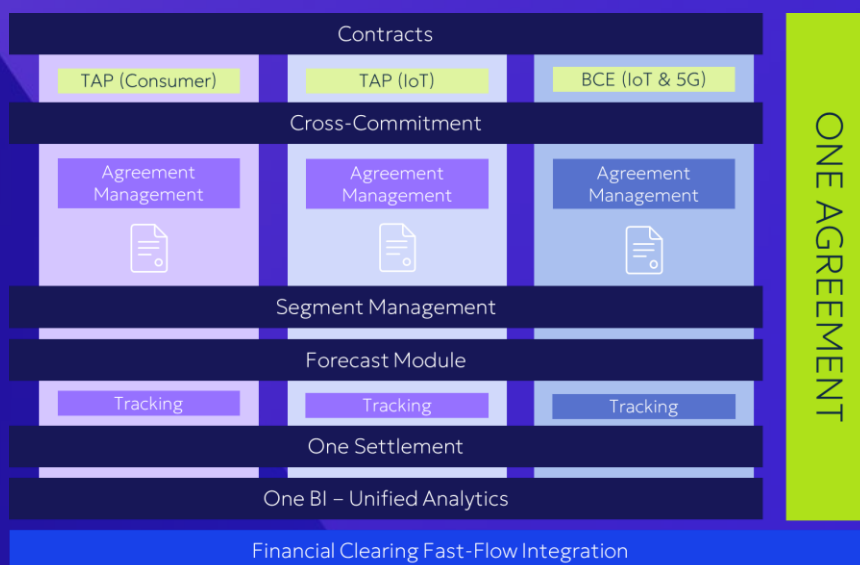 Contracts
TAP (Consumer)
TAP (IoT)
BCE (IoT & 5G)
Cross-Commitment
Agreement
Management
Agreement
Management
Agreement
Management
Segment Management
Forecast Module
Tracking
Tracking
Tracking
One Settlement
One BI – Unified Analytics
ONE AGREEMENT
Financial Clearing Fast-Flow Integration